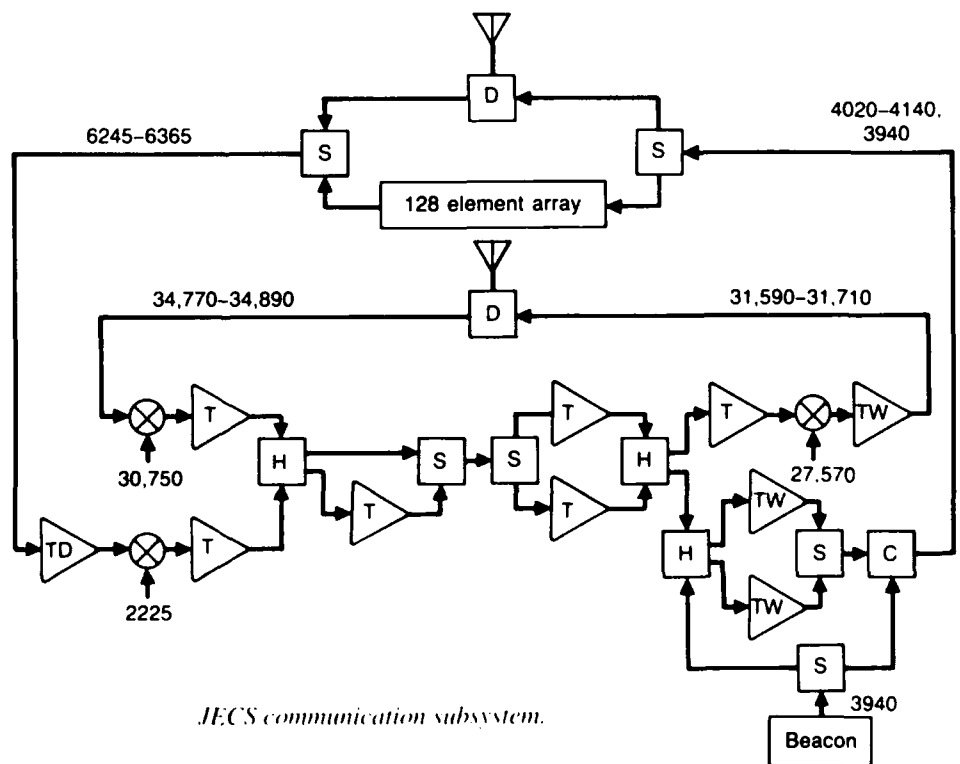 D
4020–4140,
3940
6245–6365
S
S
128 element array
34,770–34,890
31,590–31,710
D
T
T
T
TW
H
S
S
H
30,750
27,570
T
T
TW
TD
T
H
S
C
2225
TW
S
3940
JECS communication subsystem.
Beacon